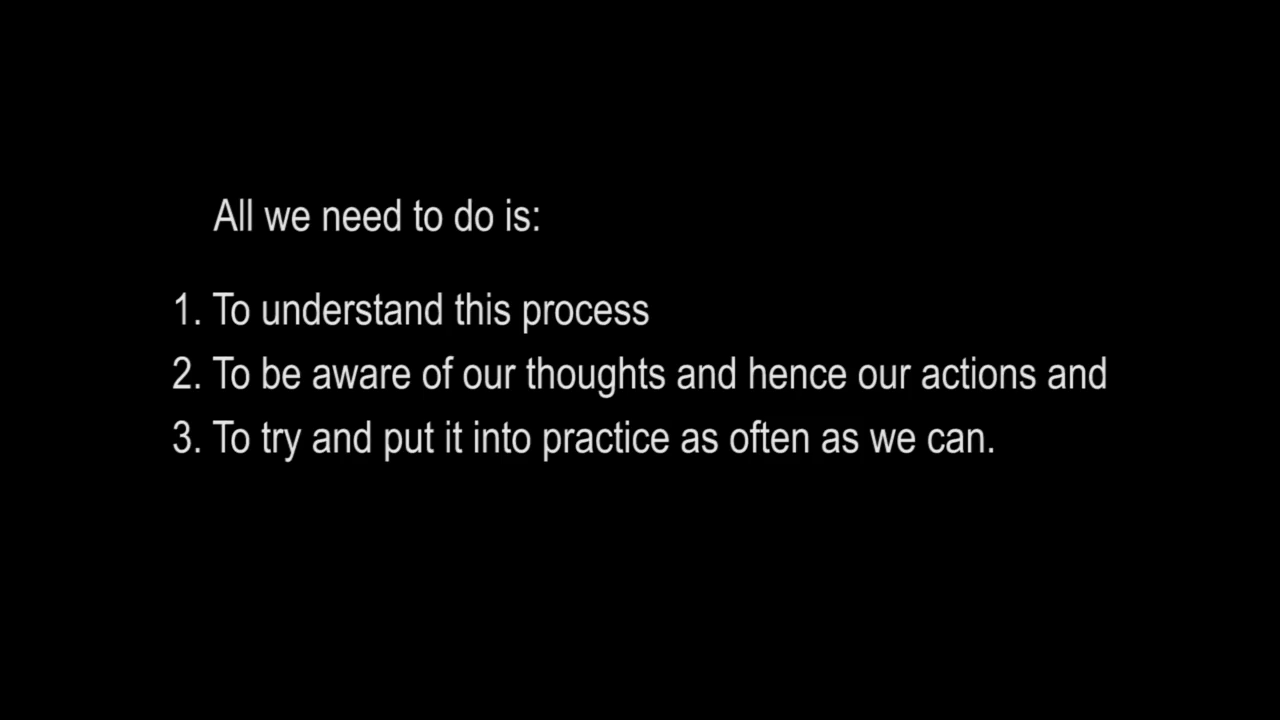 All we need to do is:
1. To understand this process
2. To be aware of our thoughts and hence our actions and
3. To try and put it into practice as often as we can.